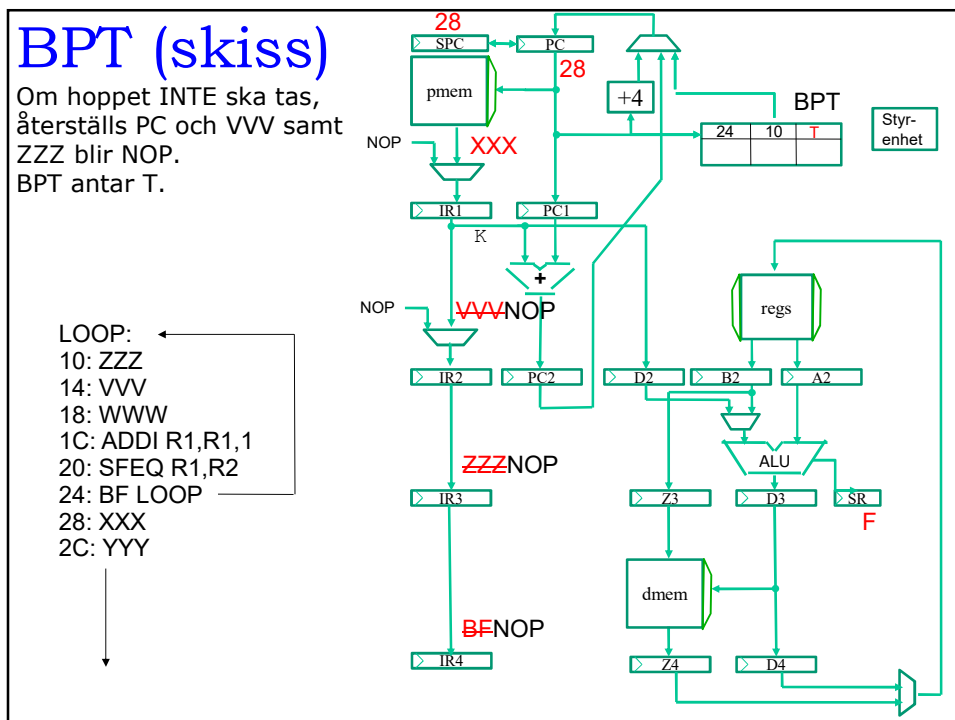 BPT (skiss)
Om hoppet INTE ska tas,
återställs PC och VVV samt
ZZZ blir NOP.
BPT antar T.
LOOP:
10: ZZZ
14: VVV
18: WWW
1C: ADDI R1,R1,1
20: SFEQ R1,R2
24: BF LOOP
28: XXX
2C: YYY
28
SPC
PC
28
pmem
+4
BPT
24 10 T
Styr-
enhet
NOP
XXX
IR1
PC1
K
+
regs
NOP
VVVNOP
IR2
PC2
D2
B2
A2
ALU
ZZZNOP
IR3
Z3
D3
SR
F
dmem
BFNOP
IR4
Z4
D4